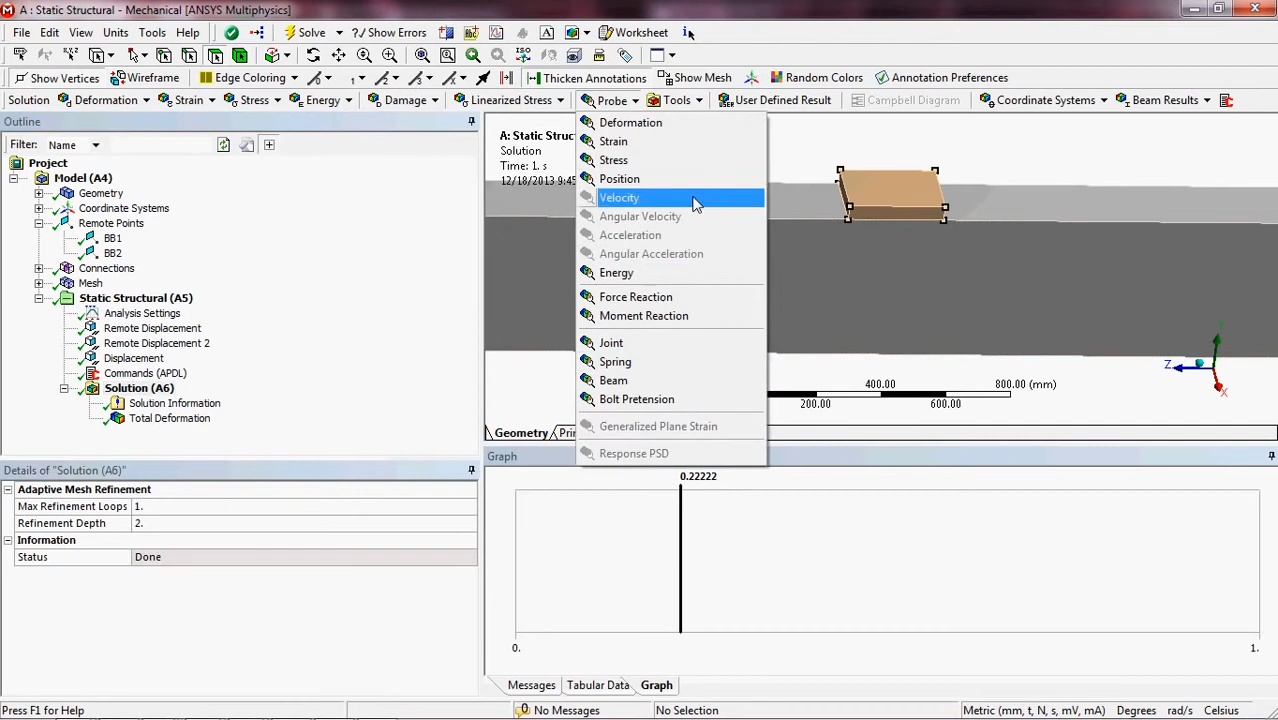 A : Static Structural - Mechanical [ANSYS Multiphysics]
File Edit View Units Tools Help Solve Show Errors Worksheet
Show Vertices Wireframe Edge Coloring Thicken Annotations Show Mesh Random Colors Annotation Preferences
Solution Deformation Strain Stress Energy Damage Linearized Stress Probe Tools User Defined Result Campbell Diagram Coordinate Systems Beam Results
Outline
Filter: Name
Project
Model (A4)
Geometry
Coordinate Systems
Remote Points
BB1
BB2
Connections
Mesh
Static Structural (A5)
Analysis Settings
Remote Displacement
Remote Displacement 2
Displacement
Commands (APDL)
Solution (A6)
Solution Information
Total Deformation
Details of "Solution (A6)"
Adaptive Mesh Refinement
Max Refinement Loops 1.
Refinement Depth 2.
Information
Status Done
A: Static Struct
Solution
Time: 1. s
12/18/2013 9:45
Deformation
Strain
Stress
Position
Velocity
Angular Velocity
Acceleration
Angular Acceleration
Energy
Force Reaction
Moment Reaction
Joint
Spring
Beam
Bolt Pretension
Generalized Plane Strain
Response PSD
Y
Z
X
400.00 800.00 (mm)
200.00 600.00
Geometry Prin
Graph
0.22222
0. 1.
Messages Tabular Data Graph
Press F1 for Help 0 No Messages No Selection Metric (mm, t, N, s, mV, mA) Degrees rad/s Celsius